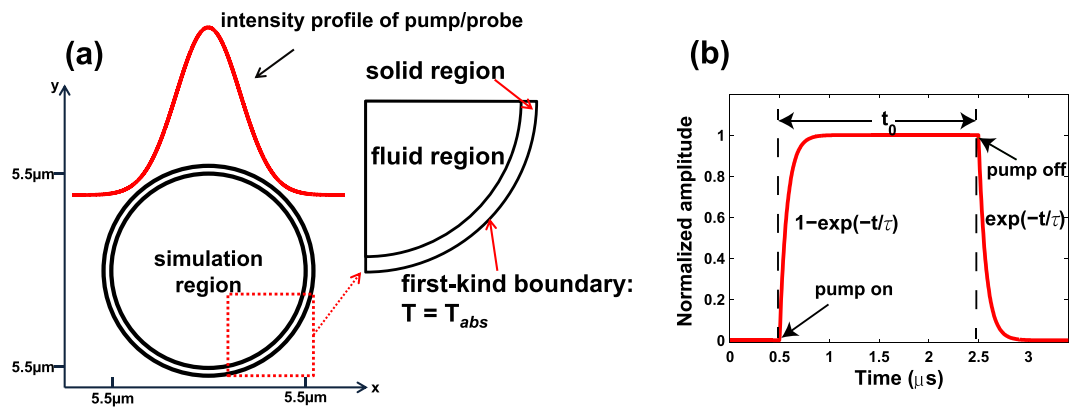 intensity profile of pump/probe
(a)
y
solid region
fluid region
5.5μm
simulation
region
first-kind boundary:
T = Tabs
5.5μm
x
5.5μm
5.5μm
(b)
t0
1
pump off
0.8
Normalized amplitude
0.6
1−exp(−t/τ)
exp(−t/τ)
0.4
0.2
pump on
0
0
0.5
1
1.5
2
2.5
3
Time (μs)